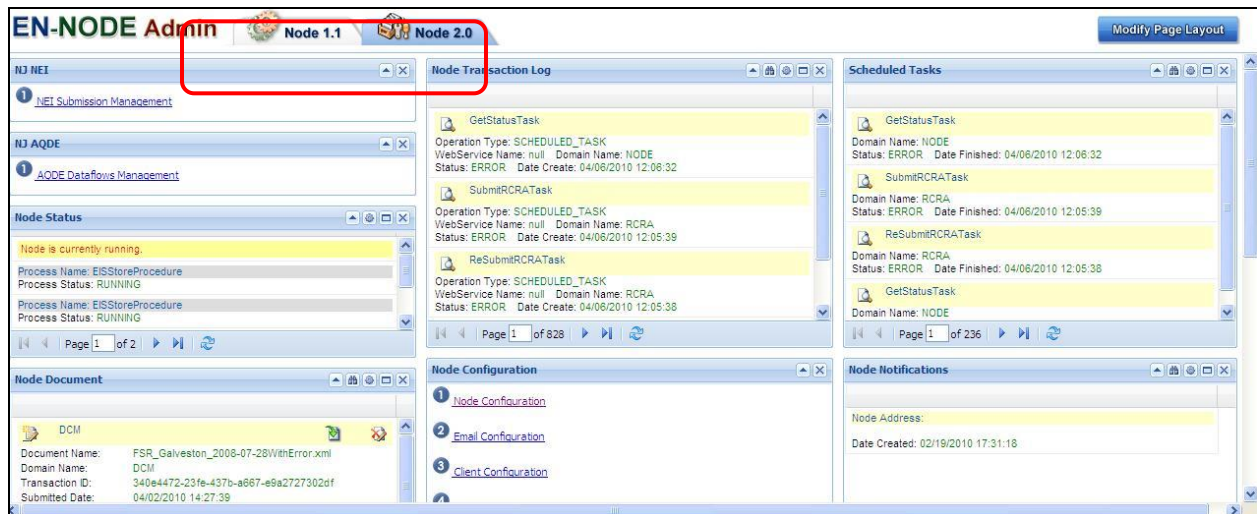 EN-NODE Admin
Node 1.1
Node 2.0
Modify Page Layout
NJ NEI
1 NEI Submission Management
NJ AQDE
1 AQDE Dataflows Management
Node Status
Node is currently running.
Process Name: EISStoreProcedure
Process Status: RUNNING
Process Name: EISStoreProcedure
Process Status: RUNNING
Page 1 of 2
Node Document
DCM
Document Name: FSR_Galveston_2008-07-28WithError.xml
Domain Name: DCM
Transaction ID: 340e4472-23fe-437b-a667-e9a2727302df
Submitted Date: 04/02/2010 14:27:39
Node Transaction Log
GetStatusTask
Operation Type: SCHEDULED_TASK
WebService Name: null Domain Name: NODE
Status: ERROR Date Create: 04/06/2010 12:06:32
SubmitRCRATask
Operation Type: SCHEDULED_TASK
WebService Name: null Domain Name: RCRA
Status: ERROR Date Create: 04/06/2010 12:05:39
ReSubmitRCRATask
Operation Type: SCHEDULED_TASK
WebService Name: null Domain Name: RCRA
Status: ERROR Date Create: 04/06/2010 12:05:38
Page 1 of 828
Node Configuration
1 Node Configuration
2 Email Configuration
3 Client Configuration
4
Scheduled Tasks
GetStatusTask
Domain Name: NODE
Status: ERROR Date Finished: 04/06/2010 12:06:32
SubmitRCRATask
Domain Name: RCRA
Status: ERROR Date Finished: 04/06/2010 12:05:39
ReSubmitRCRATask
Domain Name: RCRA
Status: ERROR Date Finished: 04/06/2010 12:05:38
GetStatusTask
Domain Name: NODE
Page 1 of 236
Node Notifications
Node Address:
Date Created: 02/19/2010 17:31:18